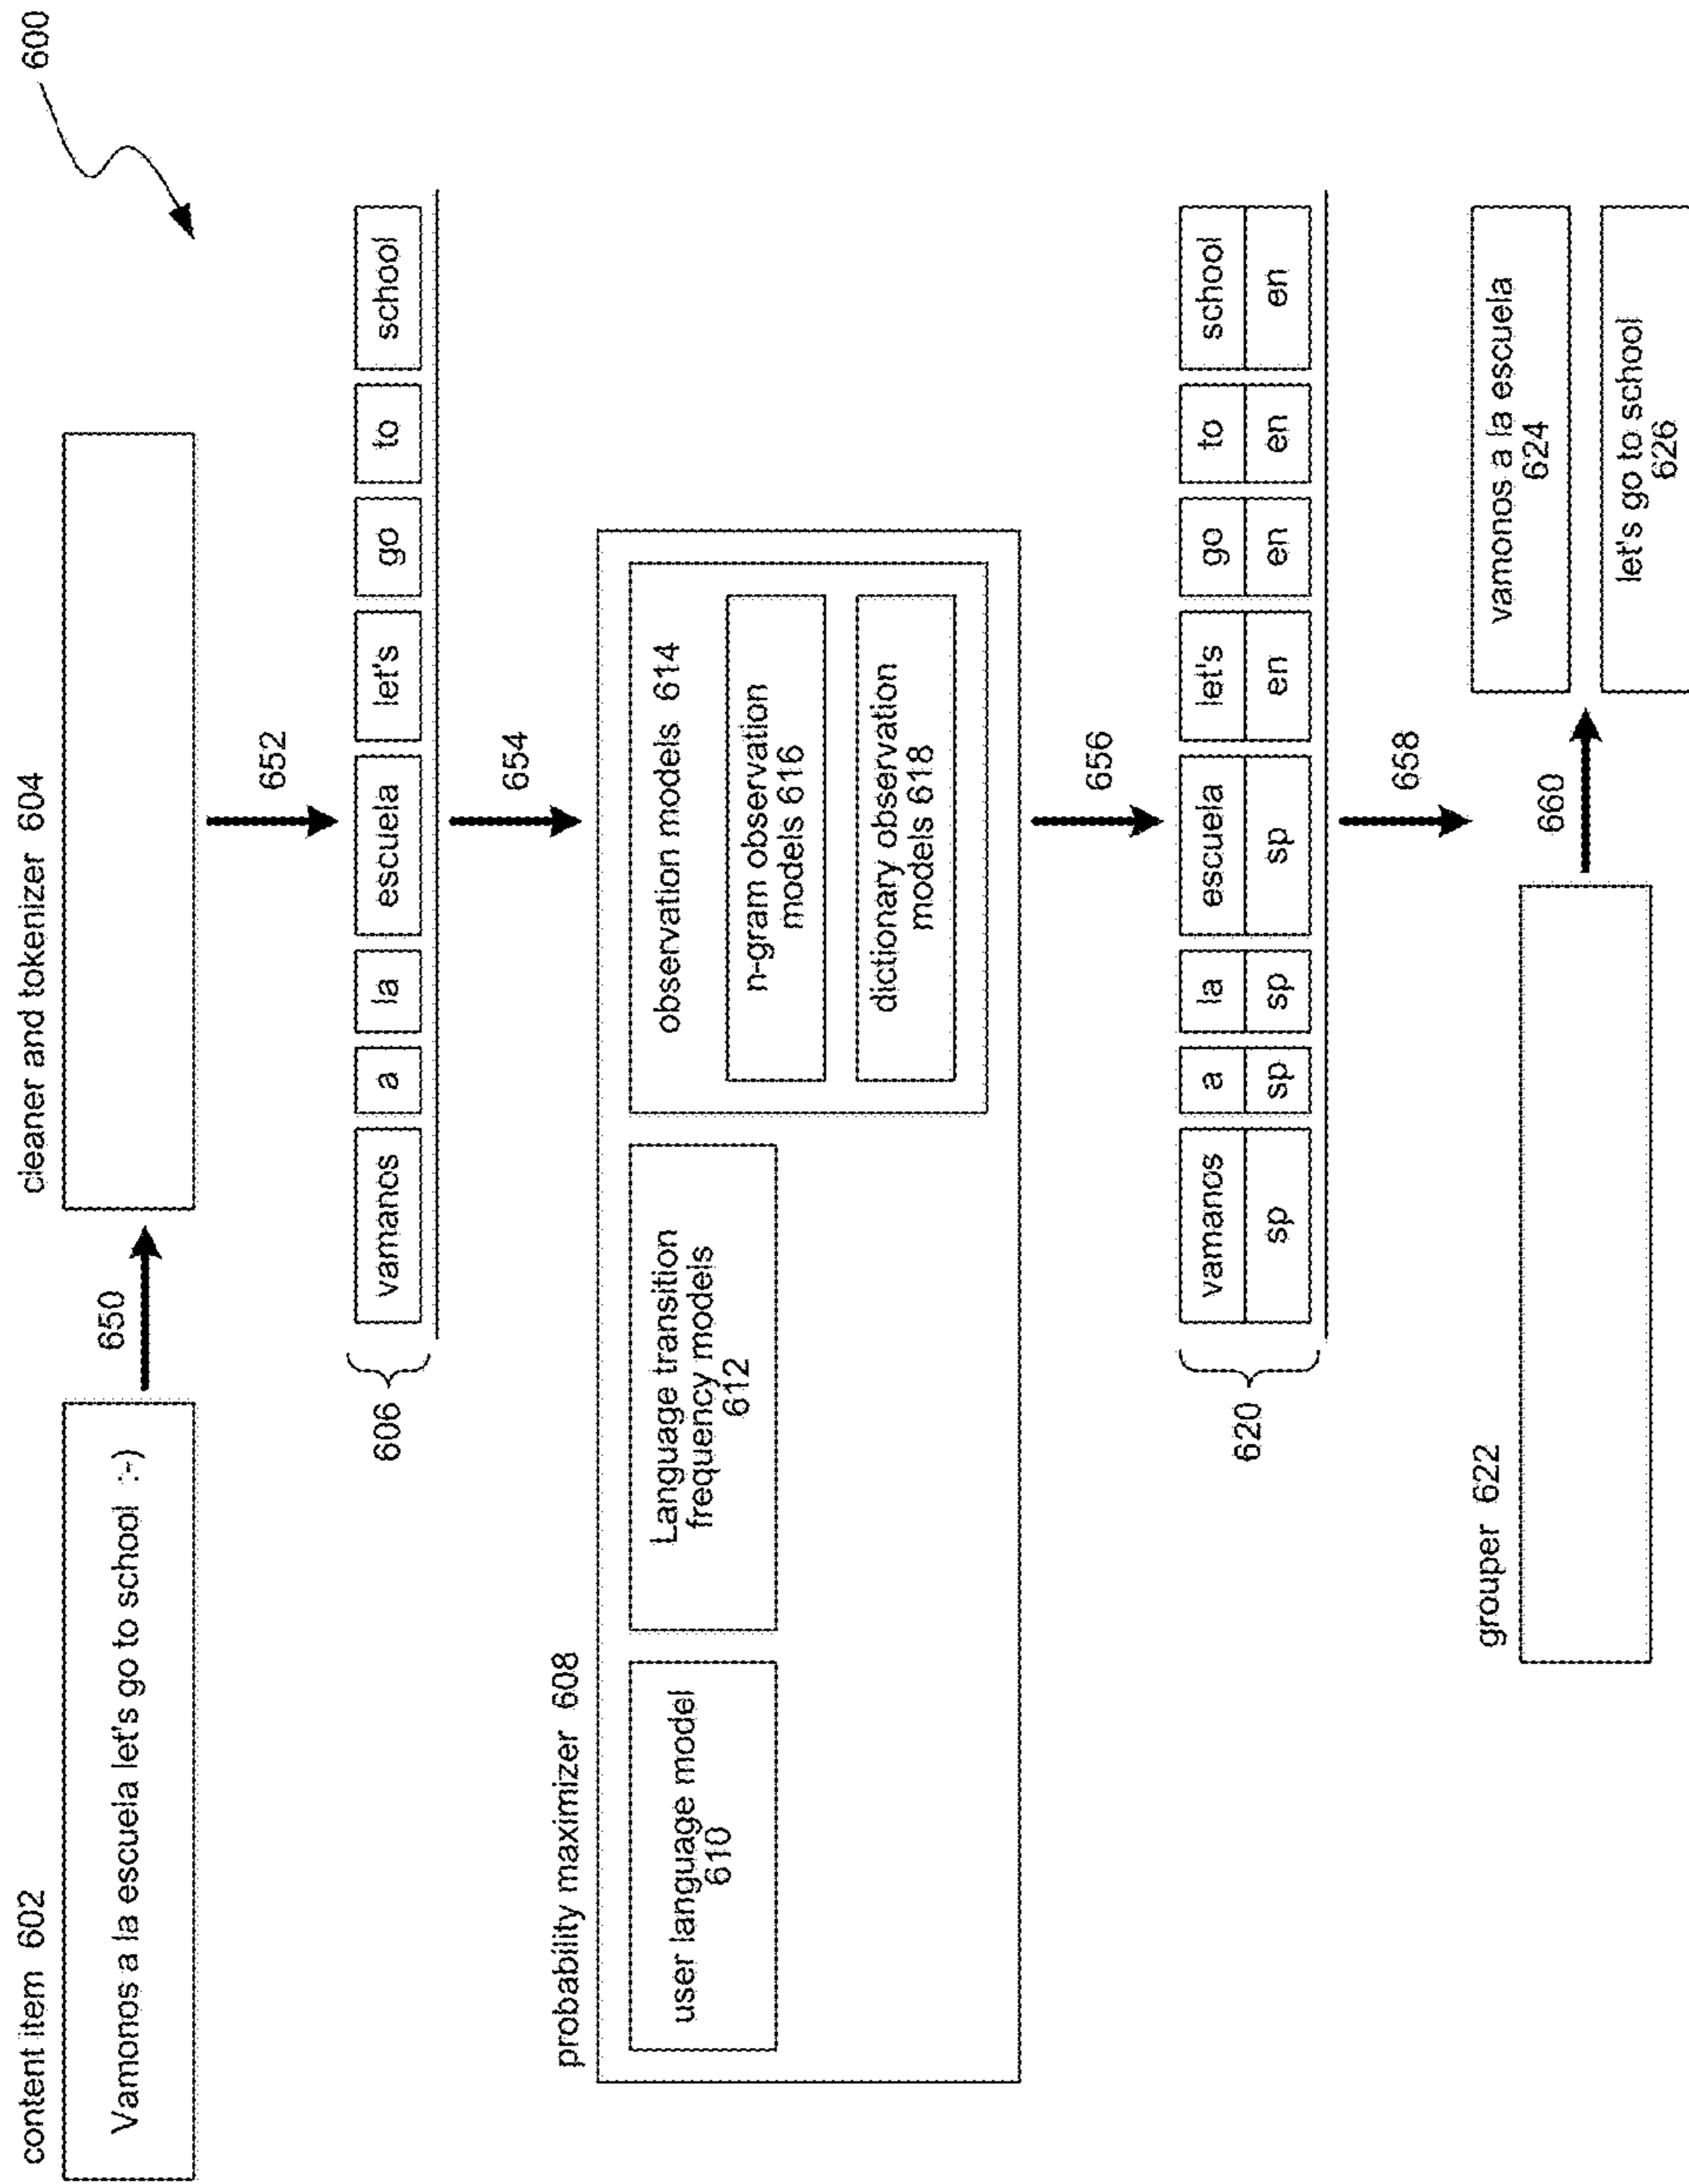 600
content item 602
Vamonos a la escuela let's go to school :-)
650
cleaner and tokenizer 604
652
606
vamanos a la escuela let's go to school
654
probability maximizer 608
user language model
610
Language transition
frequency models
612
observation models 614
n-gram observation
models 616
dictionary observation
models 618
656
620
vamanos a la escuela let's go to school
sp sp sp sp en en en en
658
grouper 622
660
vamonos a la escuela
624
let's go to school
626